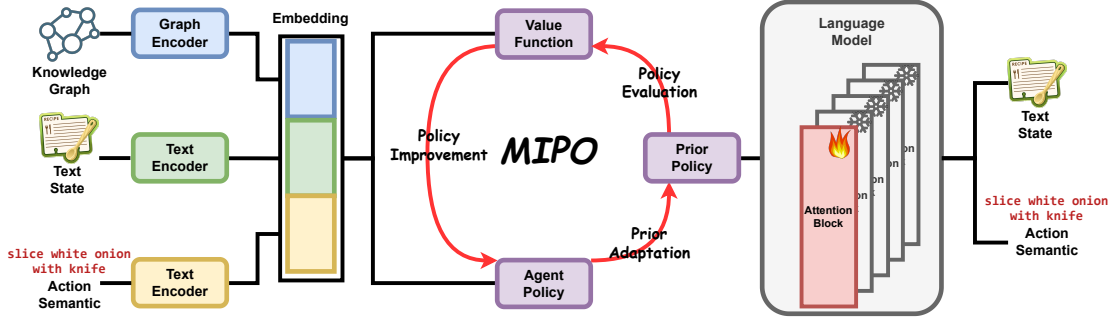 Graph
Encoder
Knowledge
Graph
RECIPE
Text
State
Text
Encoder
slice white onion
with knife
Action
Semantic
Text
Encoder
Embedding
Value
Function
Policy
Improvement
MIPO
Policy
Evaluation
Prior
Policy
Prior
Adaptation
Agent
Policy
Language
Model
Attention
Block
RECIPE
Text
State
slice white onion
with knife
Action
Semantic